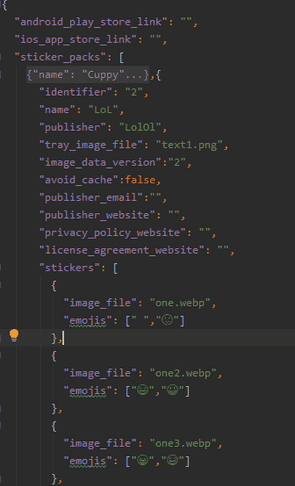 {
"android_play_store_link": "",
"ios_app_store_link": "",
"sticker_packs": [
{"name": "Cuppy"...},{
"identifier": "2",
"name": "LoL",
"publisher": "LolOl",
"tray_image_file": "text1.png",
"image_data_version":"2",
"avoid_cache":false,
"publisher_email":"",
"publisher_website": "",
"privacy_policy_website": "",
"license_agreement_website": "",
"stickers": [
{
"image_file": "one.webp",
"emojis": [" ","🙂"]
},
{
"image_file": "one2.webp",
"emojis": ["😄","😀"]
},
{
"image_file": "one3.webp",
"emojis": ["😂","😄"]
},